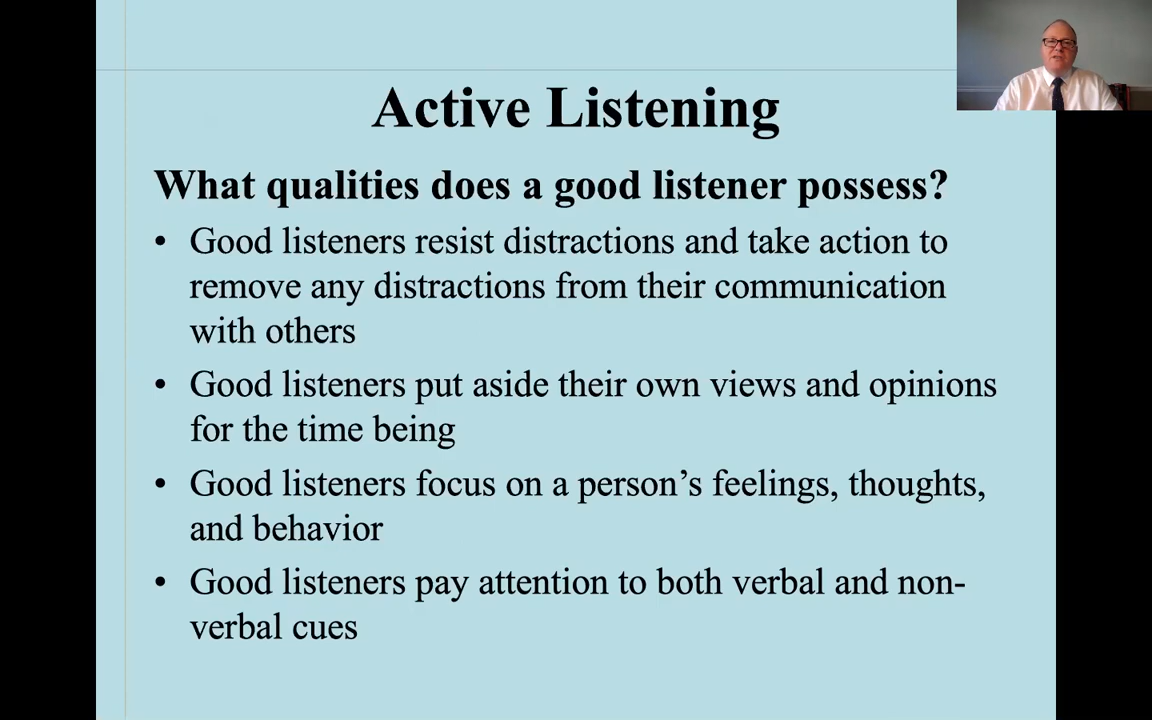 Active Listening
What qualities does a good listener possess?
• Good listeners resist distractions and take action to
remove any distractions from their communication
with others
• Good listeners put aside their own views and opinions
for the time being
• Good listeners focus on a person’s feelings, thoughts,
and behavior
• Good listeners pay attention to both verbal and non-
verbal cues